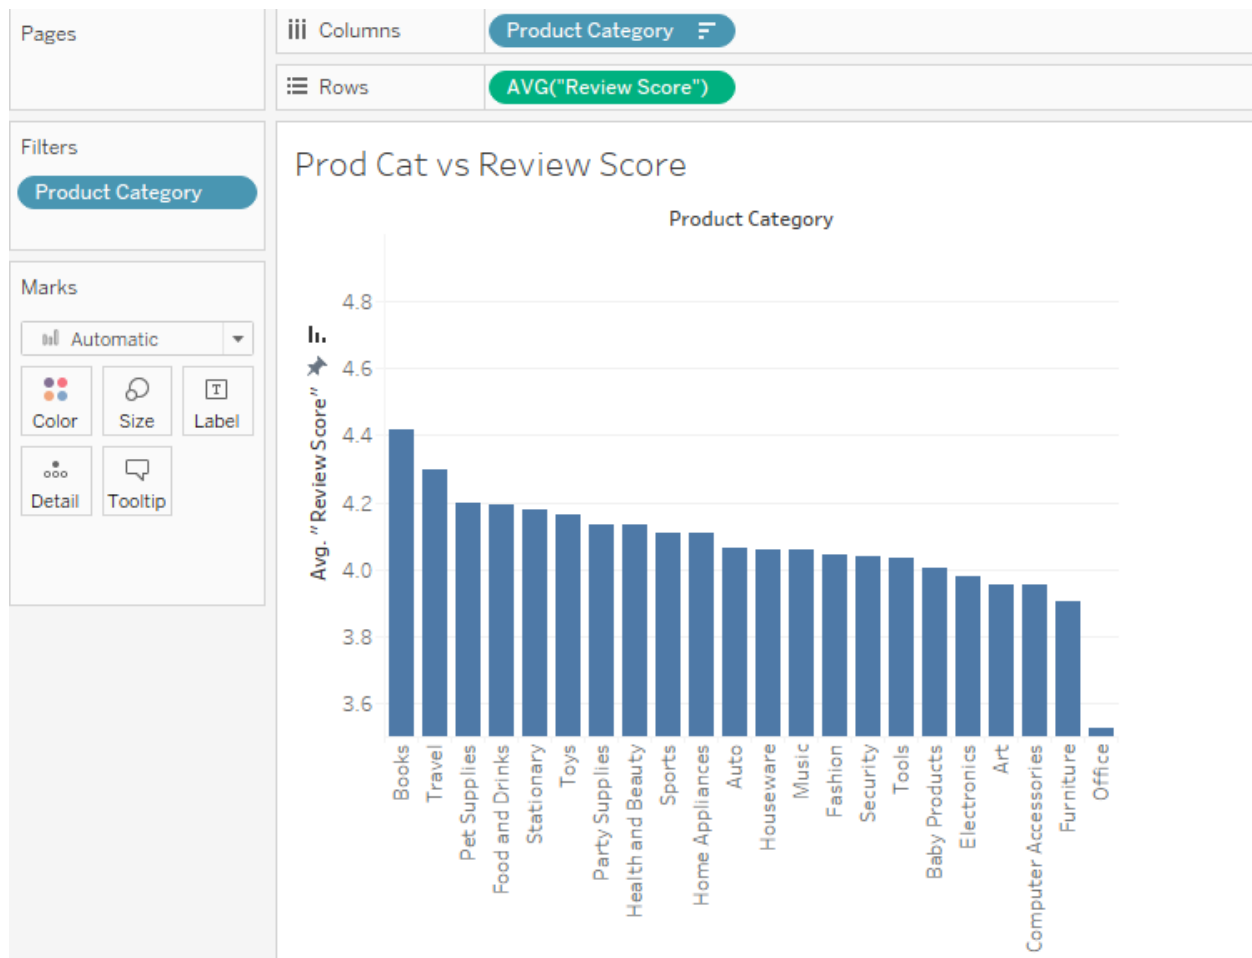 Pages
Columns
Product Category
Rows
AVG("Review Score")
Filters
Product Category
Marks
Automatic
Color
Size
Label
Detail
Tooltip
Prod Cat vs Review Score
Product Category
Avg. "Review Score"
4.8
4.6
4.4
4.2
4.0
3.8
3.6
Books
Travel
Pet Supplies
Food and Drinks
Stationary
Toys
Party Supplies
Health and Beauty
Sports
Home Appliances
Auto
Houseware
Music
Fashion
Security
Tools
Baby Products
Electronics
Art
Computer Accessories
Furniture
Office